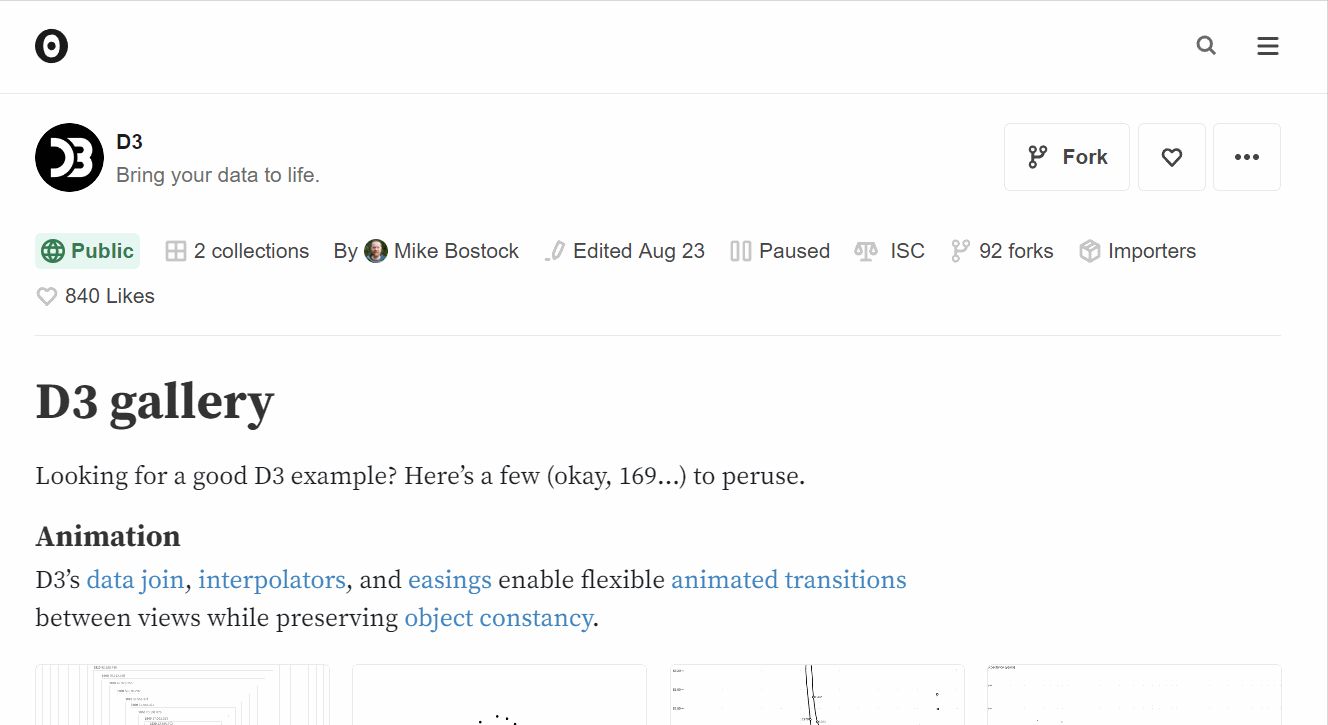 D3
Bring your data to life.
Fork
Public 2 collections By Mike Bostock Edited Aug 23 Paused ISC 92 forks Importers
840 Likes
D3 gallery
Looking for a good D3 example? Here’s a few (okay, 169…) to peruse.
Animation
D3’s data join, interpolators, and easings enable flexible animated transitions
between views while preserving object constancy.